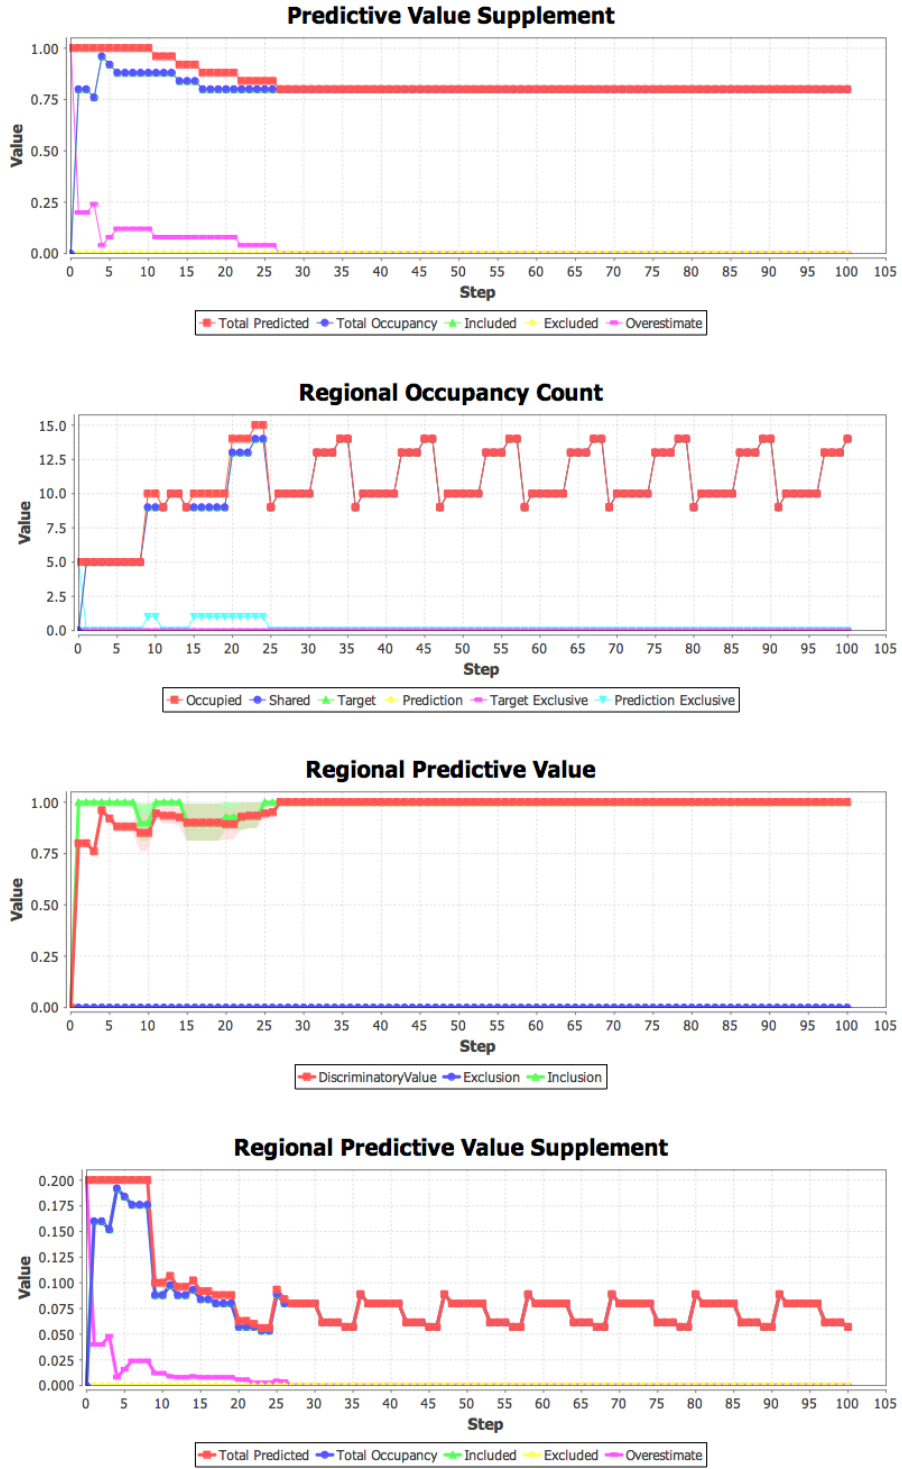 Predictive Value Supplement
1.00
0.75
0.50
0.25
0.00
Value
0 5 10 15 20 25 30 35 40 45 50 55 60 65 70 75 80 85 90 95 100 105
Step
Total Predicted Total Occupancy Included Excluded Overestimate
Regional Occupancy Count
15.0
12.5
10.0
7.5
5.0
2.5
0.0
Value
0 5 10 15 20 25 30 35 40 45 50 55 60 65 70 75 80 85 90 95 100 105
Step
Occupied Shared Target Prediction Target Exclusive Prediction Exclusive
Regional Predictive Value
1.00
0.75
0.50
0.25
0.00
Value
0 5 10 15 20 25 30 35 40 45 50 55 60 65 70 75 80 85 90 95 100 105
Step
DiscriminatoryValue Exclusion Inclusion
Regional Predictive Value Supplement
0.200
0.175
0.150
0.125
0.100
0.075
0.050
0.025
0.000
Value
0 5 10 15 20 25 30 35 40 45 50 55 60 65 70 75 80 85 90 95 100 105
Step
Total Predicted Total Occupancy Included Excluded Overestimate